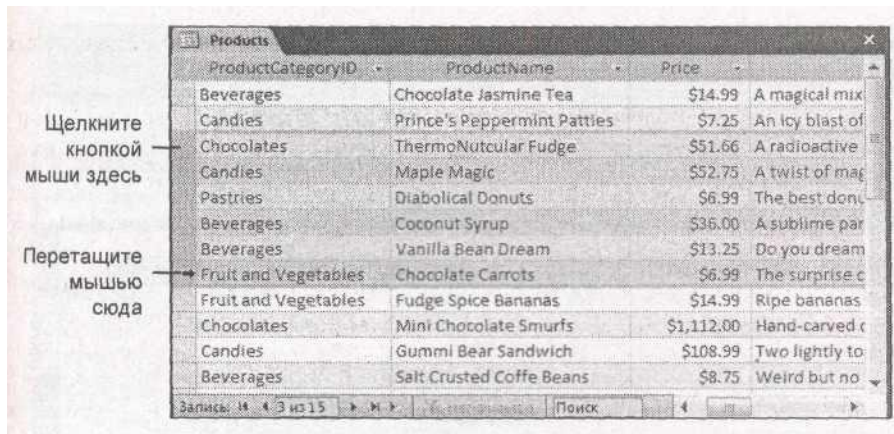 Products
ProductCategoryID ProductName Price
Beverages Chocolate Jasmine Tea $14.99 A magical mix
Candies Prince's Peppermint Patties $7.25 An icy blast of
Щелкните
кнопкой
мыши здесь
Chocolates ThermoNutcular Fudge $51.66 A radioactive
Candies Maple Magic $52.75 A twist of mag
Pastries Diabolical Donuts $6.99 The best donu
Beverages Coconut Syrup $36.00 A sublime par
Beverages Vanilla Bean Dream $13.25 Do you dream
Перетащите
мышью
сюда
Fruit and Vegetables Chocolate Carrots $6.99 The surprise c
Fruit and Vegetables Fudge Spice Bananas $14.99 Ripe bananas
Chocolates Mini Chocolate Smurfs $1,112.00 Hand-carved c
Candies Gummi Bear Sandwich $108.99 Two lightly to
Beverages Salt Crusted Coffe Beans $8.75 Weird but no
Запись: 3 из 15 Поиск